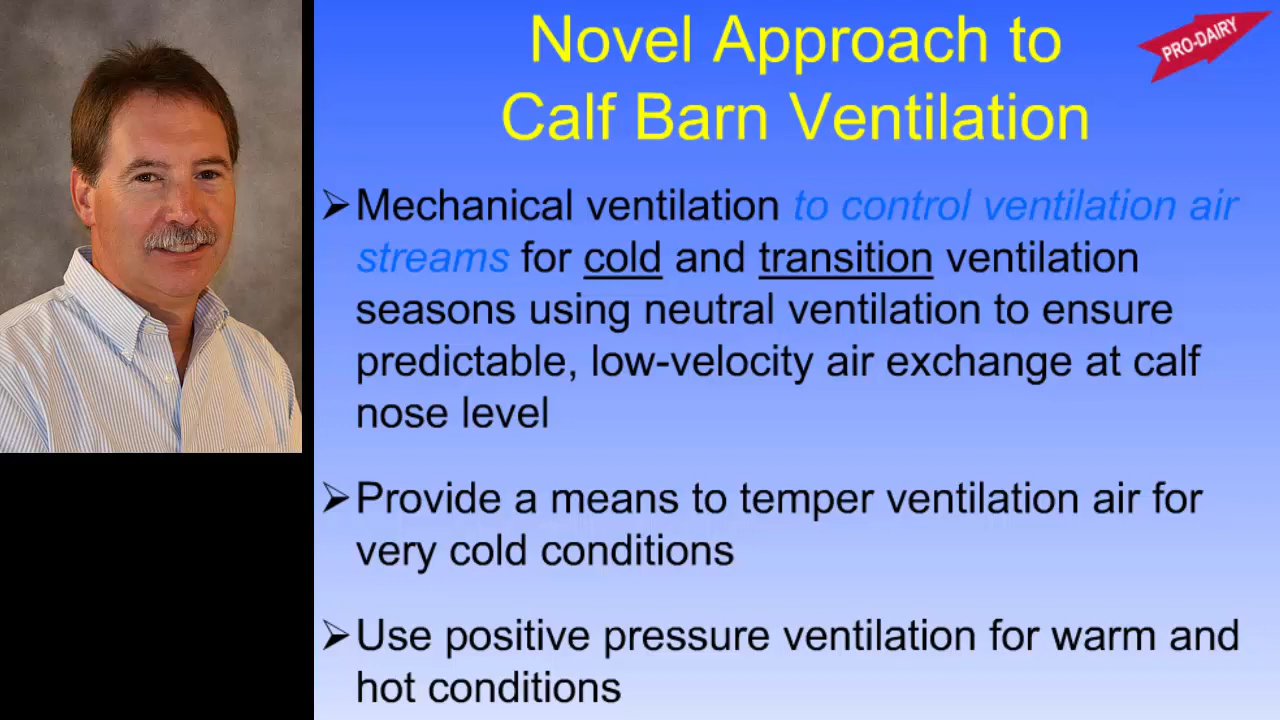 Novel Approach to
Calf Barn Ventilation
PRO-DAIRY
➢Mechanical ventilation to control ventilation air
streams for cold and transition ventilation
seasons using neutral ventilation to ensure
predictable, low-velocity air exchange at calf
nose level
➢Provide a means to temper ventilation air for
very cold conditions
➢Use positive pressure ventilation for warm and
hot conditions